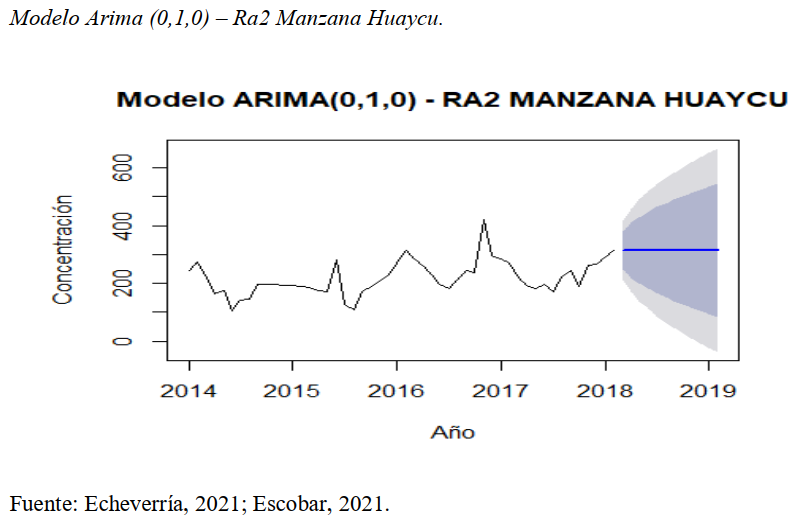 Modelo Arima (0,1,0) – Ra2 Manzana Huaycu.
Modelo ARIMA(0,1,0) - RA2 MANZANA HUAYCU
Concentración
600
400
200
0
2014 2015 2016 2017 2018 2019
Año
Fuente: Echeverría, 2021; Escobar, 2021.